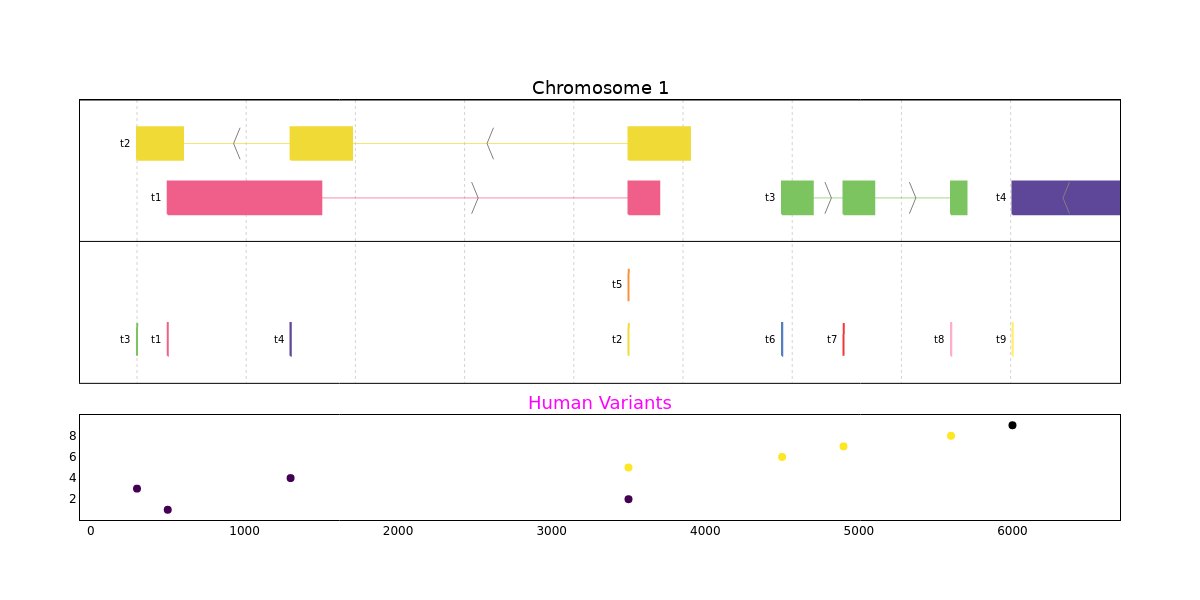 Chromosome 1
t2
t1 t3 t4
t5
t3 t1 t4 t2 t6 t7 t8 t9
Human Variants
8
6
4
2
0 1000 2000 3000 4000 5000 6000